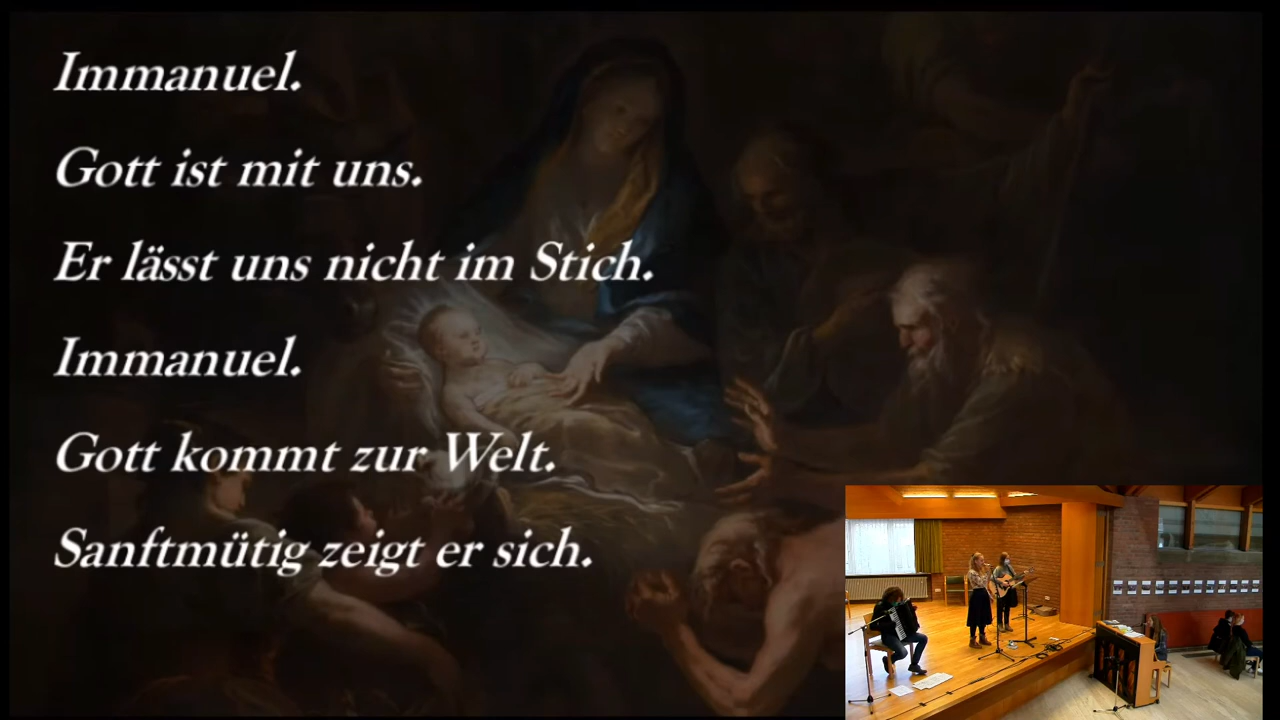 Immanuel.
Gott ist mit uns.
Er lässt uns nicht im Stich.
Immanuel.
Gott kommt zur Welt.
Sanftmütig zeigt er sich.